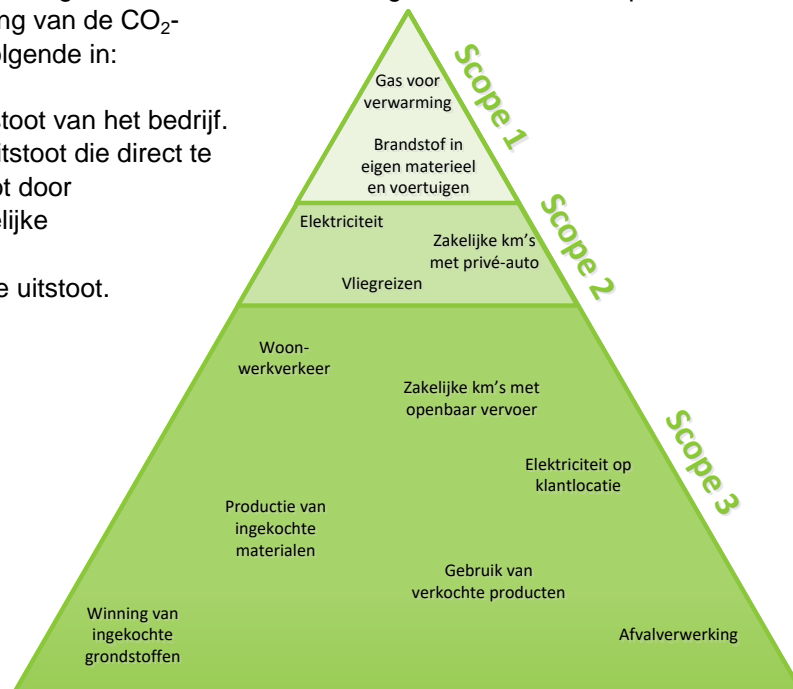 ng van de CO₂-
olgende in:
stoot van het bedrijf.
itstoot die direct te
ot door
elijke
e uitstoot.
Scope 1
Gas voor
verwarming
Brandstof in
eigen materieel
en voertuigen
Scope 2
Elektriciteit
Zakelijke km's
met privé-auto
Vliegreizen
Scope 3
Woon-
werkverkeer
Zakelijke km's met
openbaar vervoer
Elektriciteit op
klantlocatie
Productie van
ingekochte
materialen
Gebruik van
verkochte producten
Winning van
ingekochte
grondstoffen
Afvalverwerking